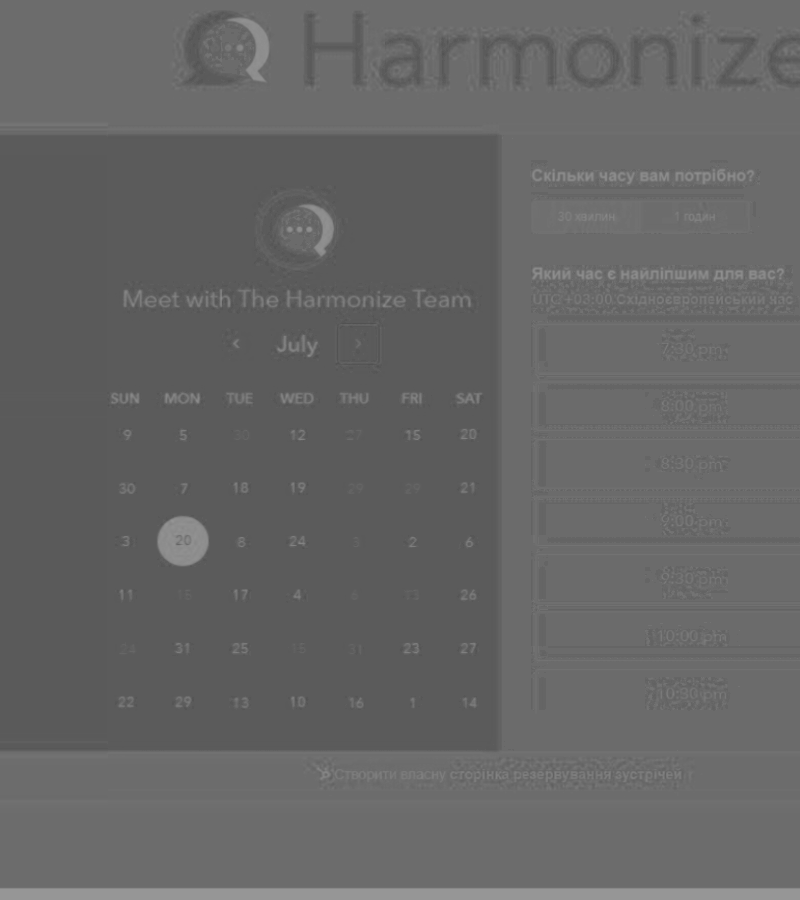 Harmonize
Скільки часу вам потрібно?
30 хвилин 1 годин
Meet with The Harmonize Team
Який час є найліпшим для вас?
UTC +03:00 Східноєвропейський час
‹ July ›
SUN MON TUE WED THU FRI SAT
9 5 30 12 27 15 20
30 7 18 19 29 29 21
3 20 8 24 3 2 6
11 17 4 6 26
24 31 25 31 23 27
22 29 13 10 16 1 14
7:30 pm
8:00 pm
8:30 pm
9:00 pm
9:30 pm
10:00 pm
10:30 pm
Створити власну сторінка резервування зустрічей